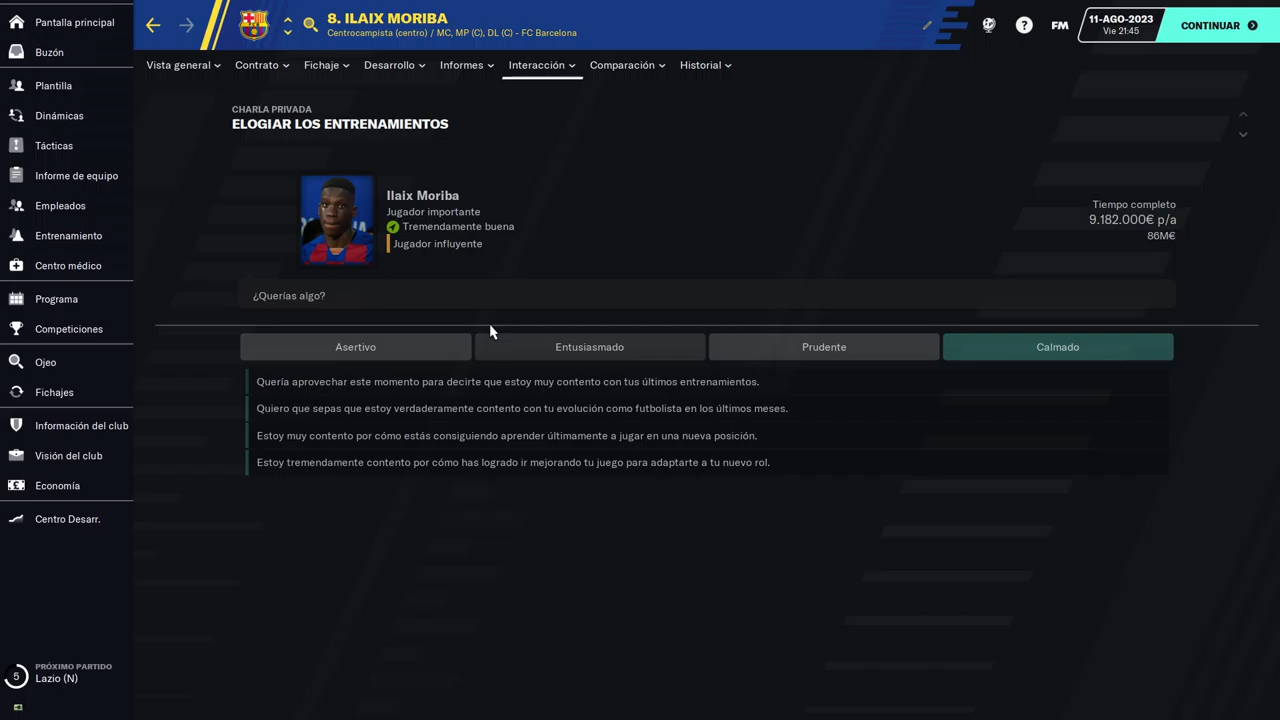 Pantalla principal
Buzón
Plantilla
Dinámicas
Tácticas
Informe de equipo
Empleados
Entrenamiento
Centro médico
Programa
Competiciones
Ojeo
Fichajes
Información del club
Visión del club
Economía
Centro Desarr.
PRÓXIMO PARTIDO
5
Lazio (N)
8. ILAIX MORIBA
Centrocampista (centro) / MC, MP (C), DL (C) - FC Barcelona
?
FM
11-AGO-2023
Vie 21:45
CONTINUAR
Vista general
Contrato
Fichaje
Desarrollo
Informes
Interacción
Comparación
Historial
CHARLA PRIVADA
ELOGIAR LOS ENTRENAMIENTOS
Ilaix Moriba
Jugador importante
Tremendamente buena
Jugador influyente
Tiempo completo
9.182.000€ p/a
86M€
¿Querías algo?
Asertivo
Entusiasmado
Prudente
Calmado
Quería aprovechar este momento para decirte que estoy muy contento con tus últimos entrenamientos.
Quiero que sepas que estoy verdaderamente contento con tu evolución como futbolista en los últimos meses.
Estoy muy contento por cómo estás consiguiendo aprender últimamente a jugar en una nueva posición.
Estoy tremendamente contento por cómo has logrado ir mejorando tu juego para adaptarte a tu nuevo rol.